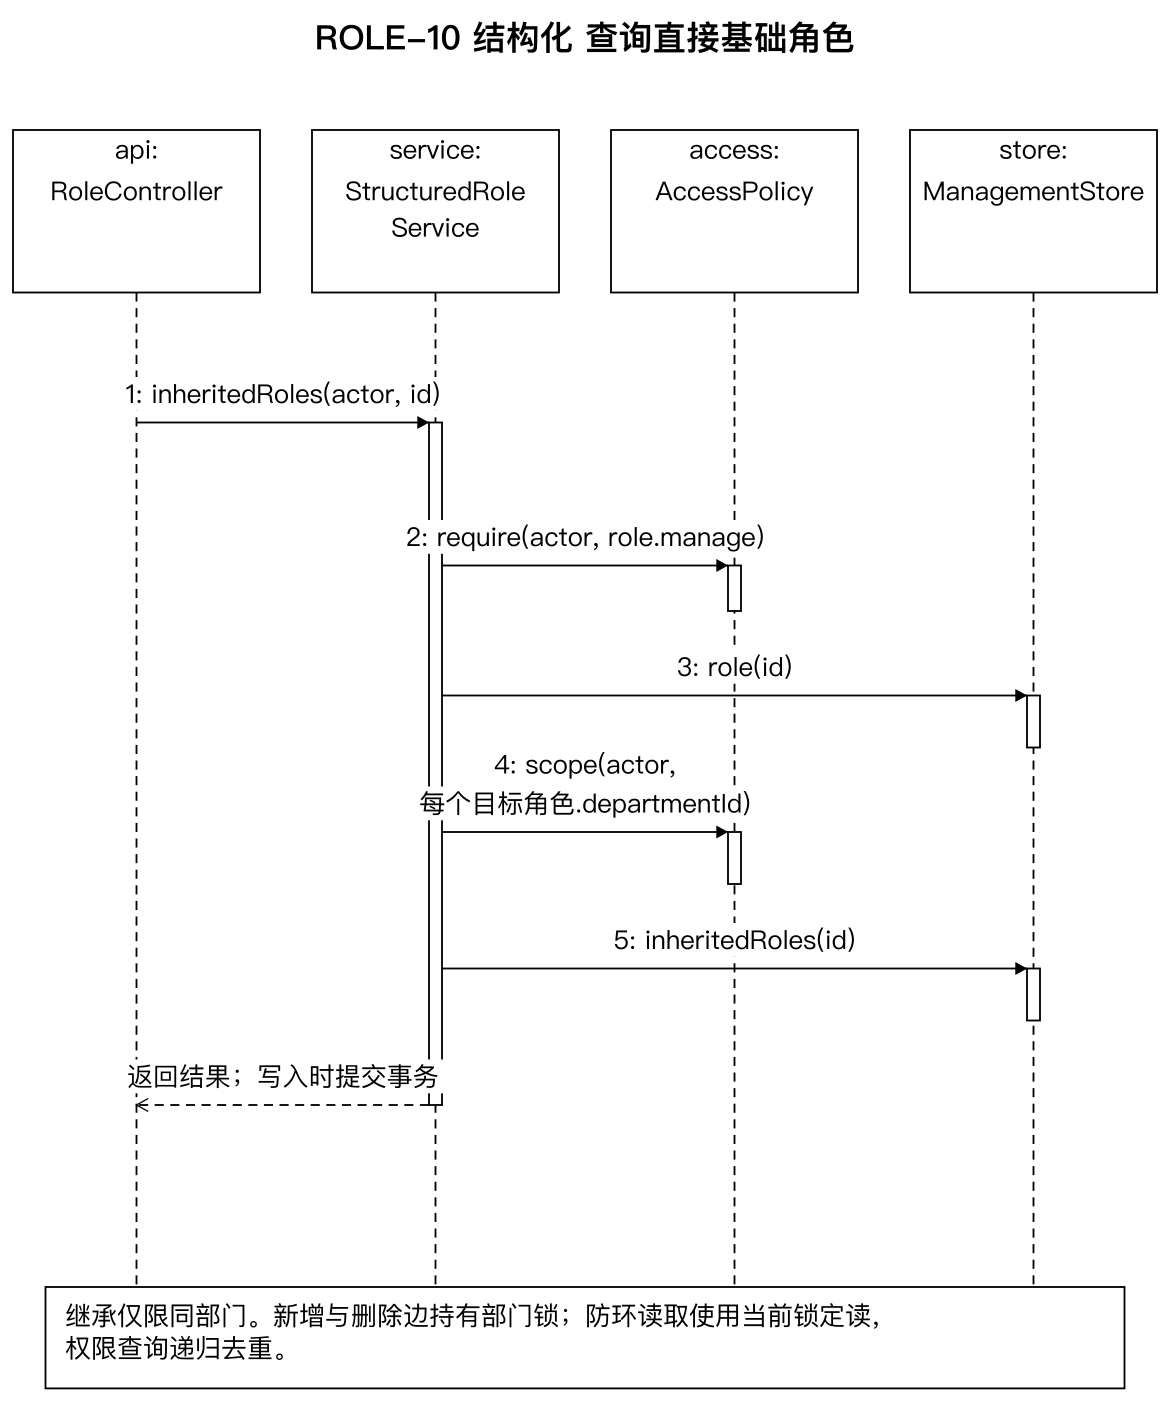 ROLE-10 结构化 查询直接基础角色
api:
RoleController
service:
StructuredRole
Service
access:
AccessPolicy
store:
ManagementStore
1: inheritedRoles(actor, id)
2: require(actor, role.manage)
3: role(id)
4: scope(actor,
每个目标角色.departmentId)
5: inheritedRoles(id)
返回结果；写入时提交事务
继承仅限同部门。新增与删除边持有部门锁；防环读取使用当前锁定读，
权限查询递归去重。